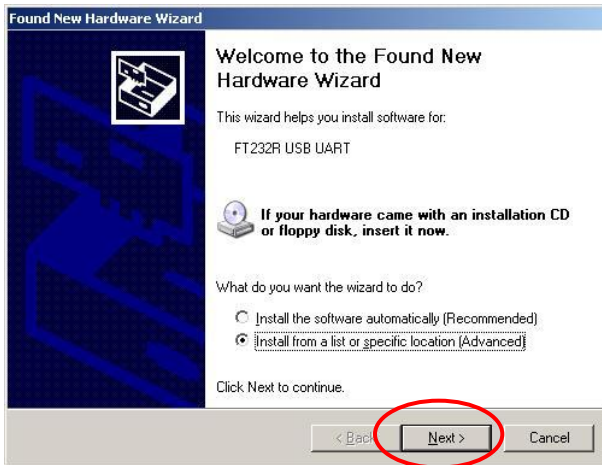 Found New Hardware Wizard
Welcome to the Found New
Hardware Wizard
This wizard helps you install software for:
FT232R USB UART
If your hardware came with an installation CD
or floppy disk, insert it now.
What do you want the wizard to do?
Install the software automatically (Recommended)
Install from a list or specific location (Advanced)
Click Next to continue.
< Back Next > Cancel